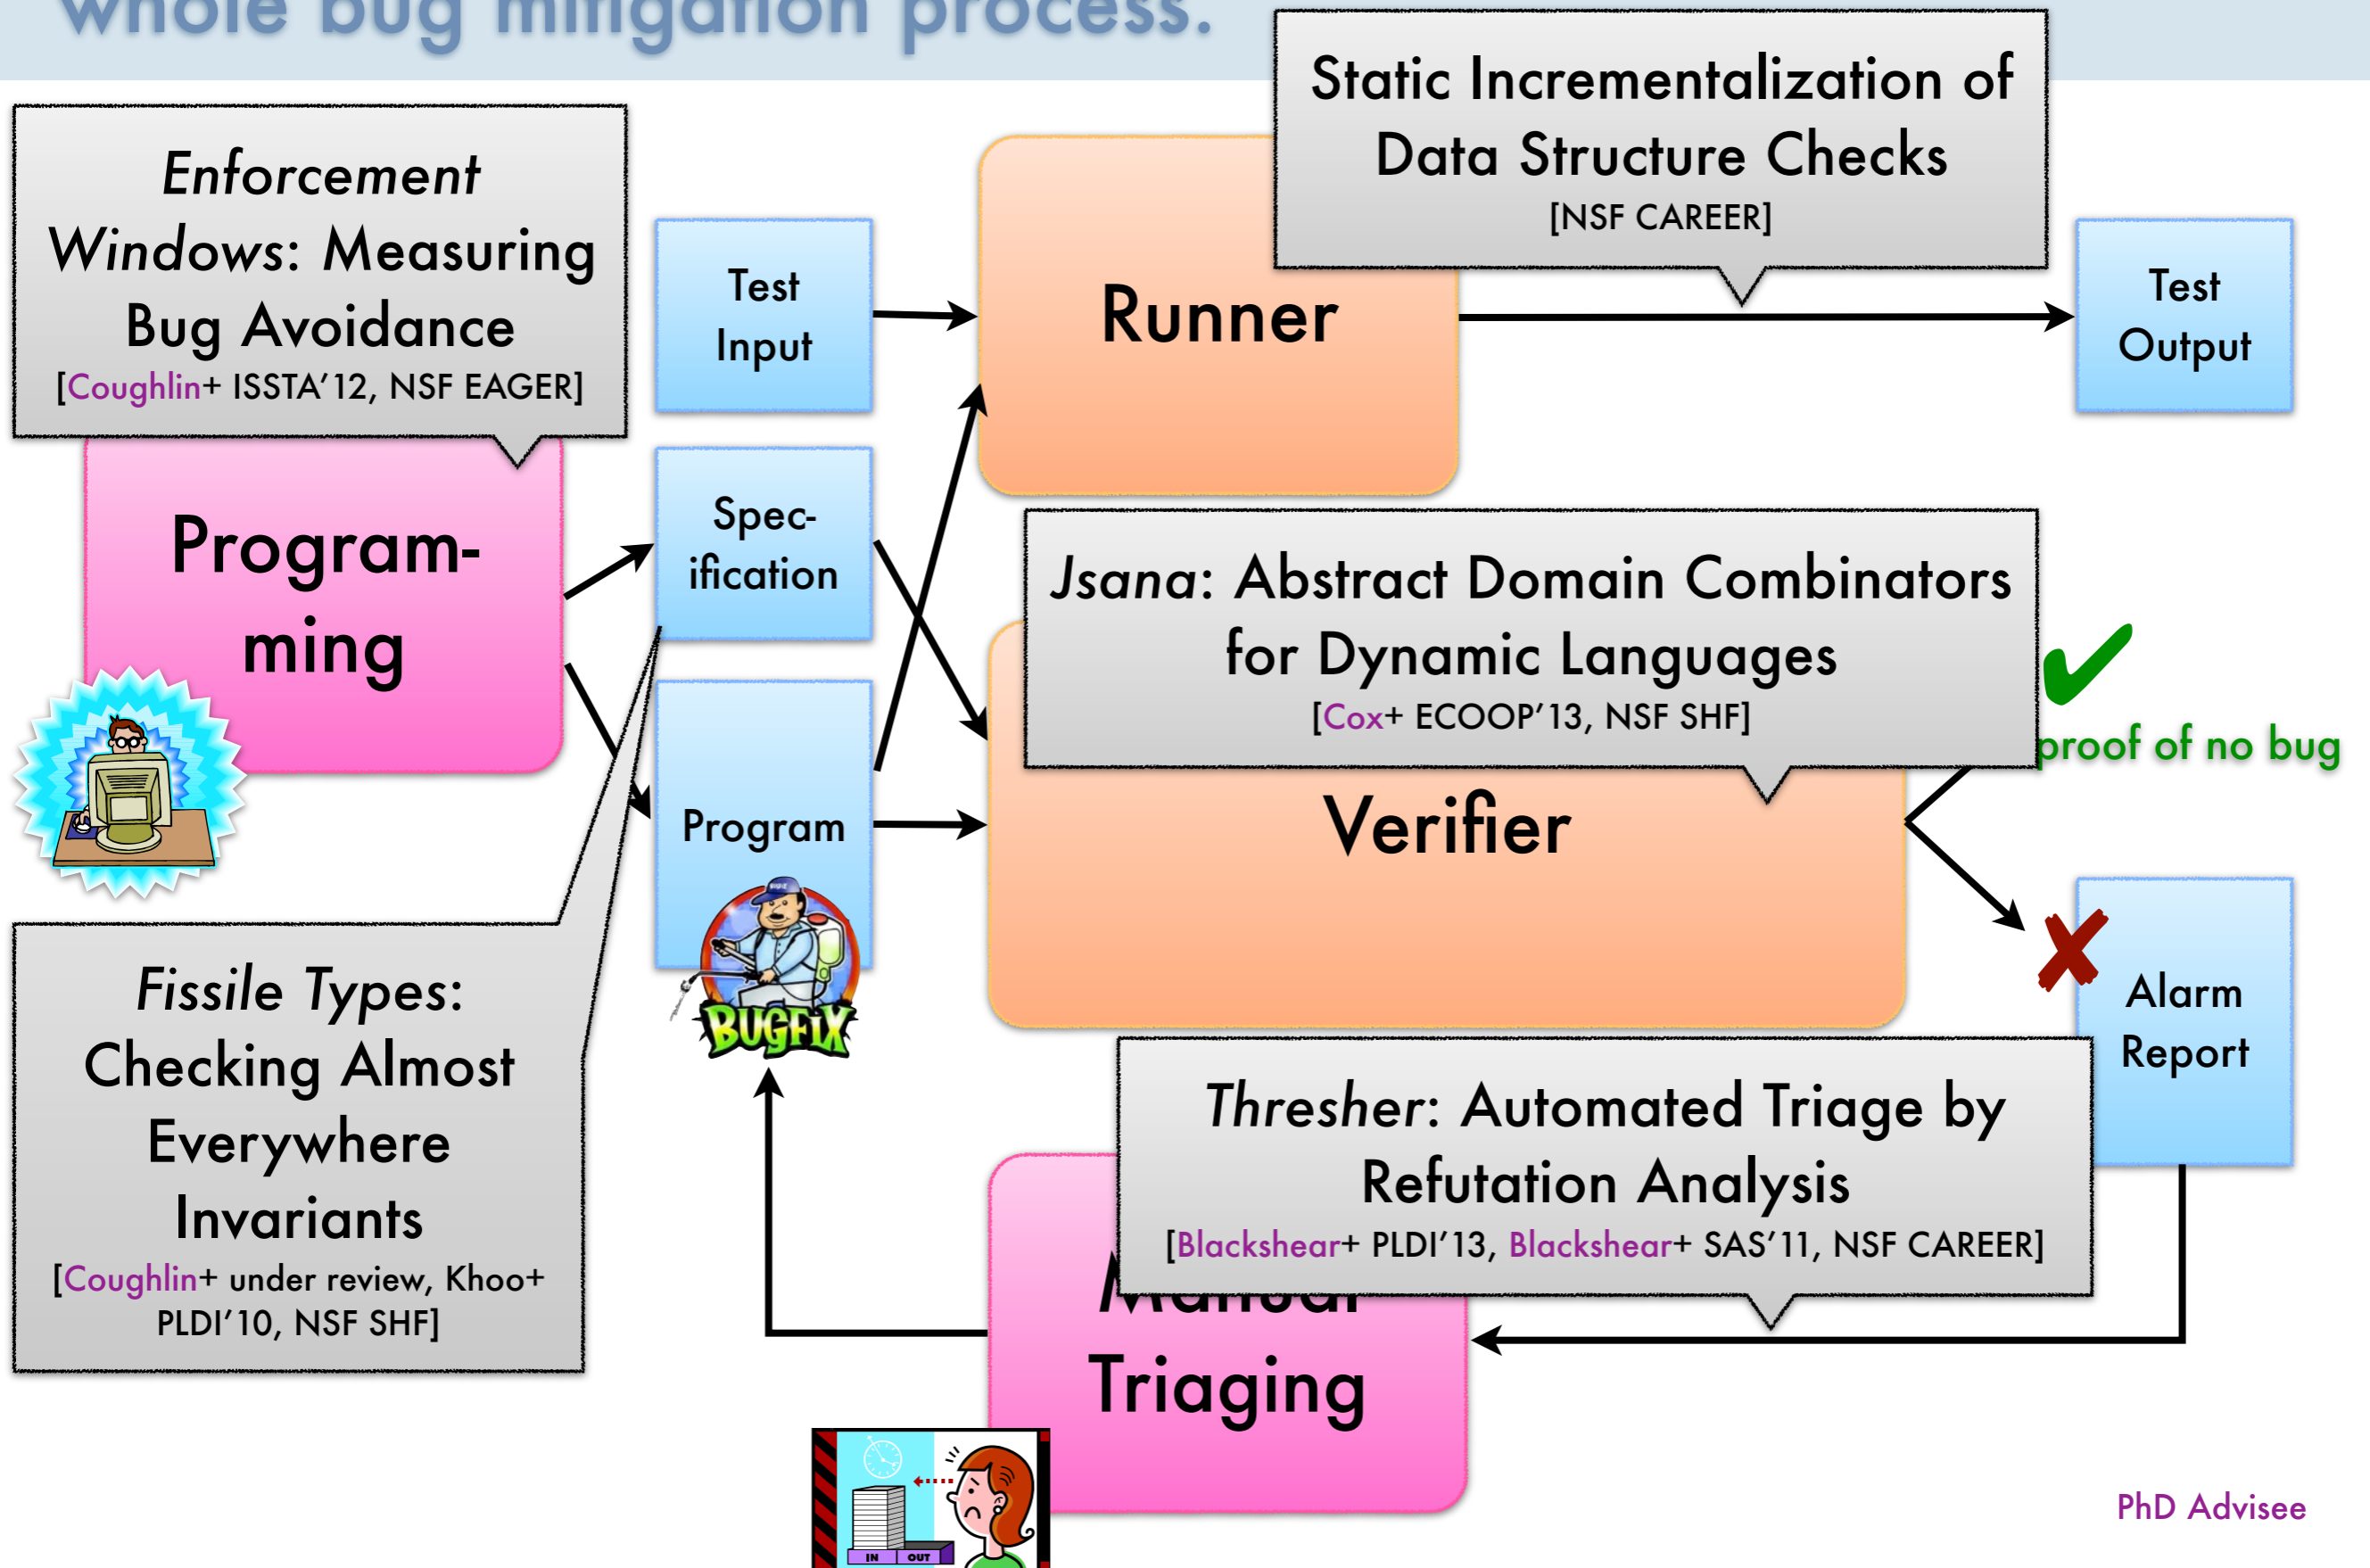 whole bug mitigation process.
Static Incrementalization of
Data Structure Checks
[NSF CAREER]
Enforcement
Windows: Measuring
Bug Avoidance
[Coughlin+ ISSTA'12, NSF EAGER]
Test
Input
Runner
Test
Output
Program-
ming
Spec-
ification
Jsana: Abstract Domain Combinators
for Dynamic Languages
[Cox+ ECOOP'13, NSF SHF]
proof of no bug
Program
Verifier
BUGFIX
Fissile Types:
Checking Almost
Everywhere
Invariants
[Coughlin+ under review, Khoo+
PLDI'10, NSF SHF]
Alarm
Report
Thresher: Automated Triage by
Refutation Analysis
[Blackshear+ PLDI'13, Blackshear+ SAS'11, NSF CAREER]
Manual
Triaging
IN OUT
PhD Advisee